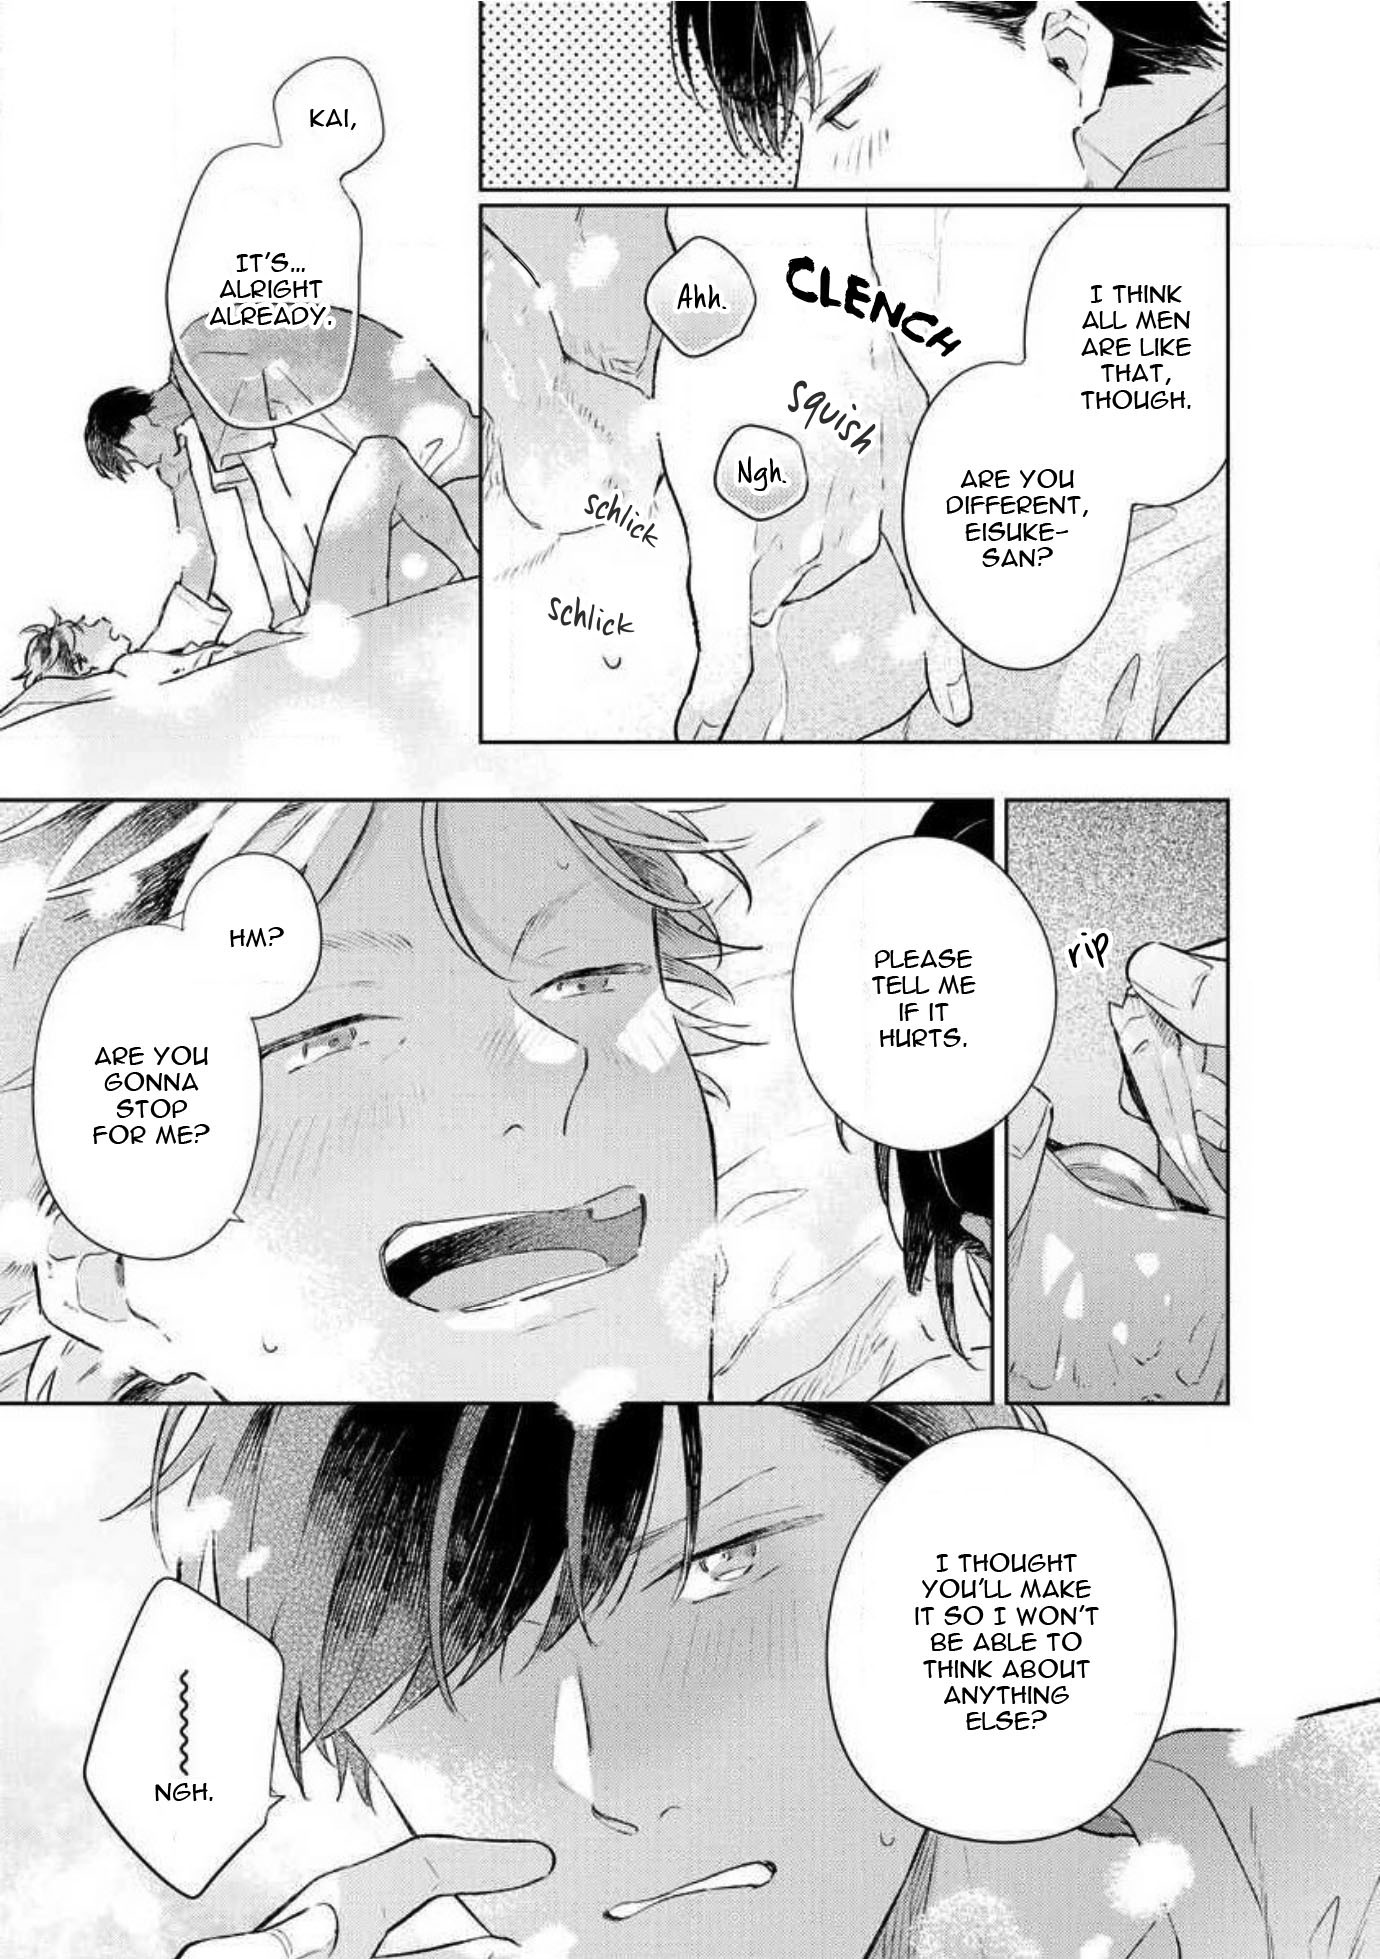 I THINK
ALL MEN
ARE LIKE
THAT,
THOUGH.
ARE YOU
DIFFERENT,
EISUKE-
SAN?
CLENCH
Ahh.
squish
Ngh.
schlick
schlick
KAI,
IT'S...
ALRIGHT
ALREADY.
rip
PLEASE
TELL ME
IF IT
HURTS.
HM?
ARE YOU
GONNA
STOP
FOR ME?
I THOUGHT
YOU'LL MAKE
IT SO I WON'T
BE ABLE TO
THINK ABOUT
ANYTHING
ELSE?
NGH.